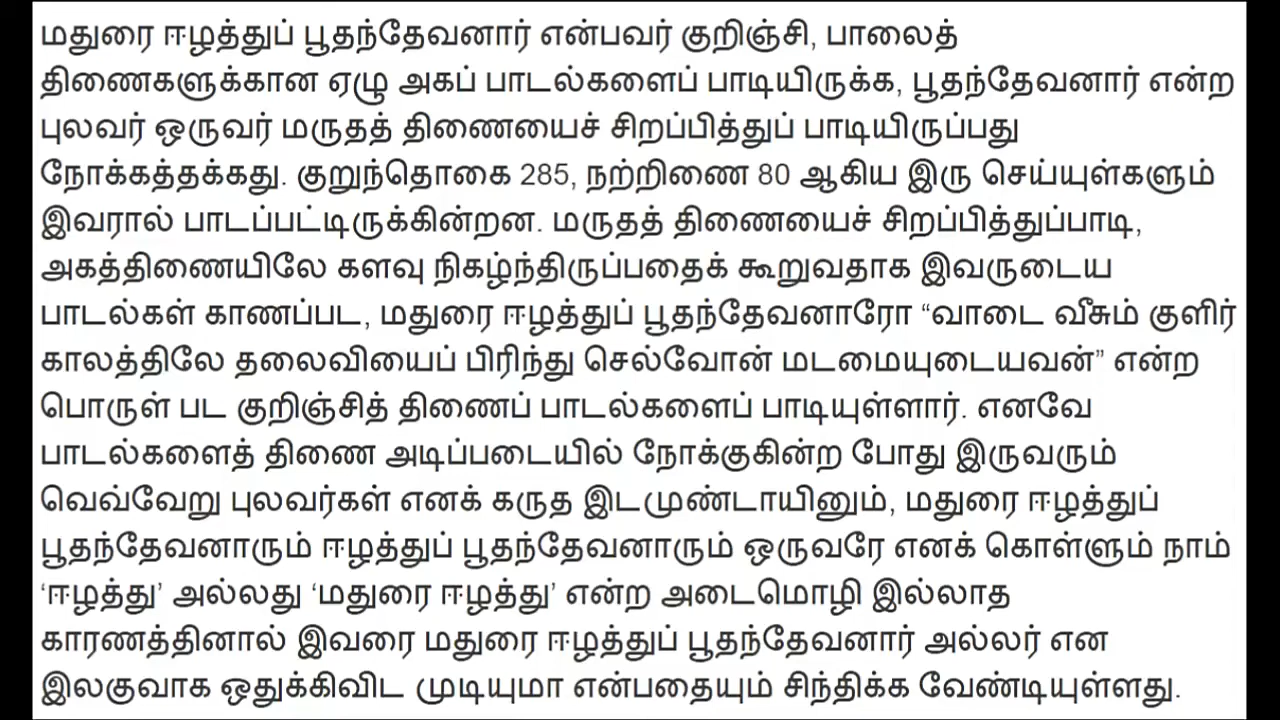 மதுரை ஈழத்துப் பூதந்தேவனார் என்பவர் குறிஞ்சி, பாலைத்
திணைகளுக்கான ஏழு அகப் பாடல்களைப் பாடியிருக்க, பூதந்தேவனார் என்ற
புலவர் ஒருவர் மருதத் திணையைச் சிறப்பித்துப் பாடியிருப்பது
நோக்கத்தக்கது. குறுந்தொகை 285, நற்றிணை 80 ஆகிய இரு செய்யுள்களும்
இவரால் பாடப்பட்டிருக்கின்றன. மருதத் திணையைச் சிறப்பித்துப்பாடி,
அகத்திணையிலே களவு நிகழ்ந்திருப்பதைக் கூறுவதாக இவருடைய
பாடல்கள் காணப்பட, மதுரை ஈழத்துப் பூதந்தேவனாரோ “வாடை வீசும் குளிர்
காலத்திலே தலைவியைப் பிரிந்து செல்வோன் மடமையுடையவன்” என்ற
பொருள் பட குறிஞ்சித் திணைப் பாடல்களைப் பாடியுள்ளார். எனவே
பாடல்களைத் திணை அடிப்படையில் நோக்குகின்ற போது இருவரும்
வெவ்வேறு புலவர்கள் எனக் கருத இடமுண்டாயினும், மதுரை ஈழத்துப்
பூதந்தேவனாரும் ஈழத்துப் பூதந்தேவனாரும் ஒருவரே எனக் கொள்ளும் நாம்
‘ஈழத்து’ அல்லது ‘மதுரை ஈழத்து’ என்ற அடைமொழி இல்லாத
காரணத்தினால் இவரை மதுரை ஈழத்துப் பூதந்தேவனார் அல்லர் என
இலகுவாக ஒதுக்கிவிட முடியுமா என்பதையும் சிந்திக்க வேண்டியுள்ளது.